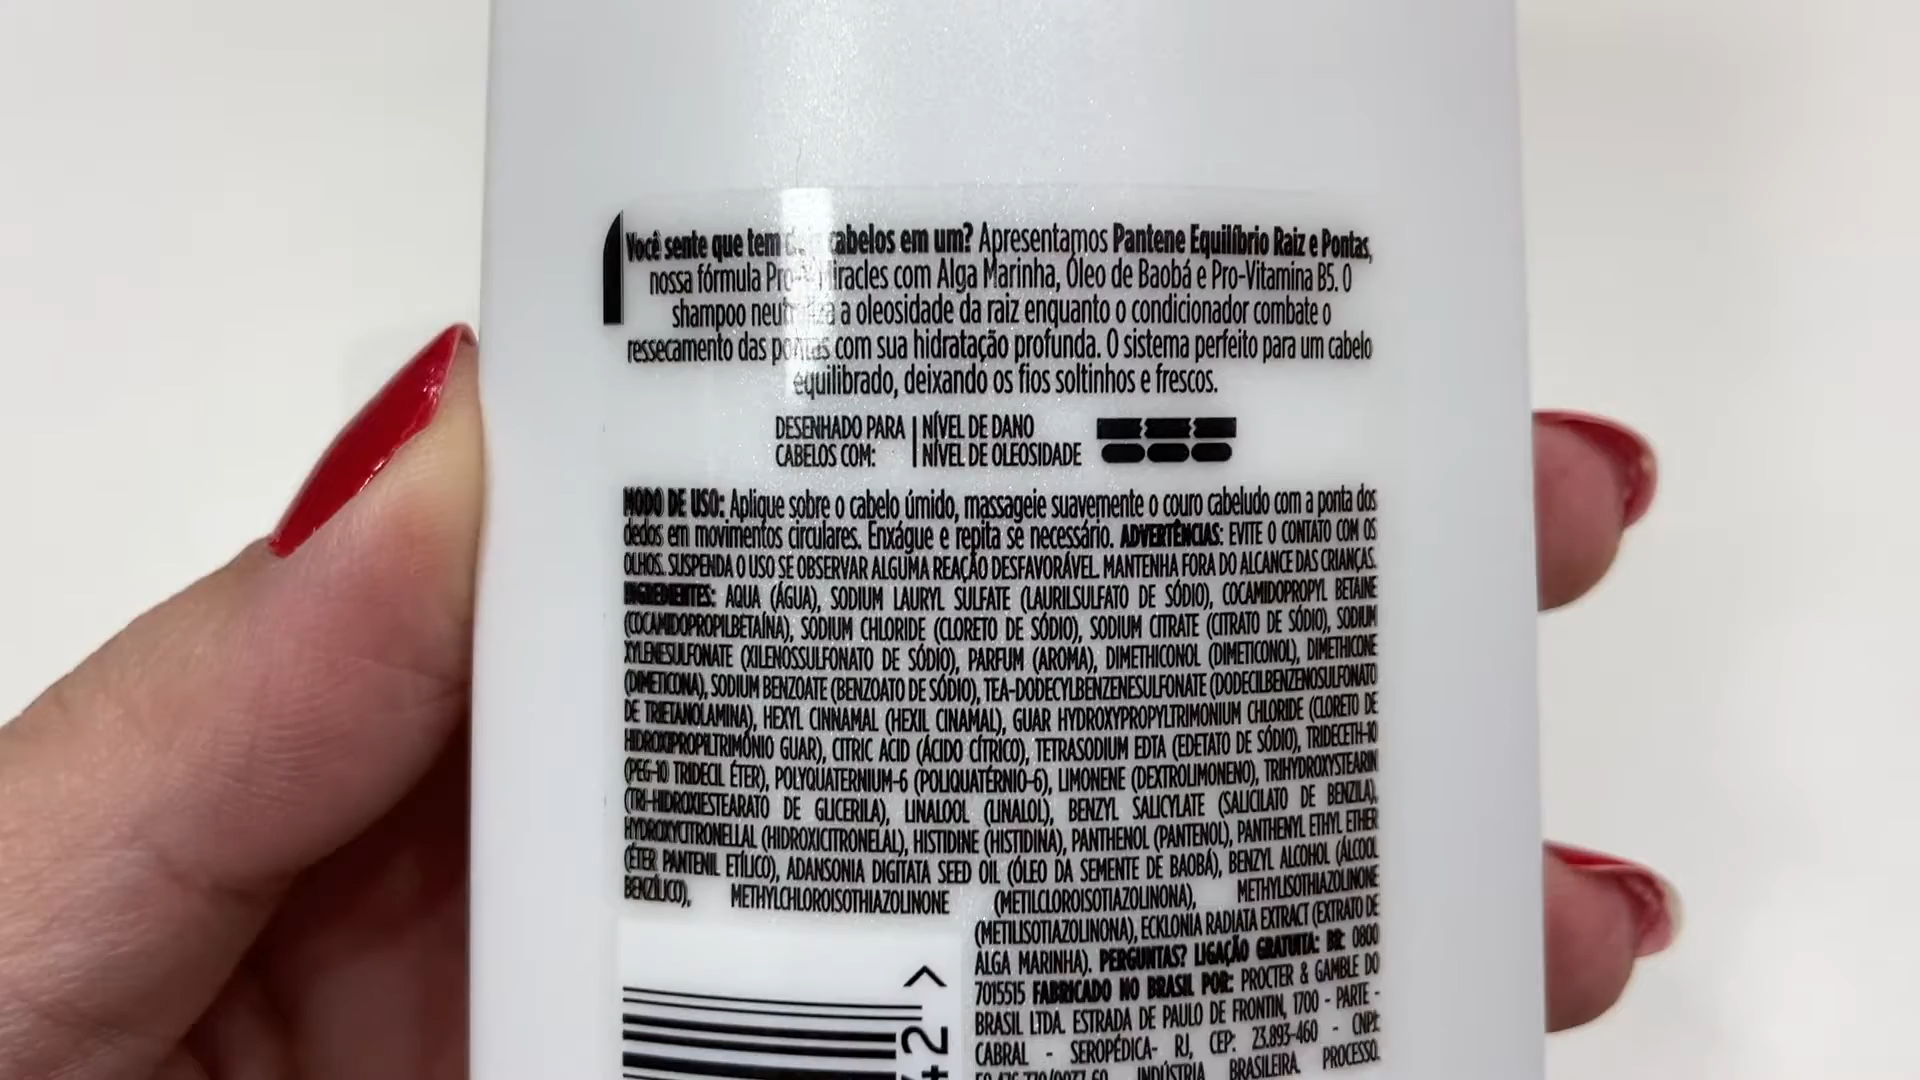 Você sente que tem cabelos em um? Apresentamos Pantene Equilíbrio Raiz e Pontas,
nossa fórmula Pro-V Miracles com Alga Marinha, Óleo de Baobá e Pro-Vitamina B5. O
shampoo neutraliza a oleosidade da raiz enquanto o condicionador combate o
ressecamento das pontas com sua hidratação profunda. O sistema perfeito para um cabelo
equilibrado, deixando os fios soltinhos e frescos.
DESENHADO PARA | NÍVEL DE DANO
CABELOS COM: | NÍVEL DE OLEOSIDADE
MODO DE USO: Aplique sobre o cabelo úmido, massageie suavemente o couro cabeludo com a ponta dos
dedos em movimentos circulares. Enxágue e repita se necessário. ADVERTÊNCIAS: EVITE O CONTATO COM OS
OLHOS. SUSPENDA O USO SE OBSERVAR ALGUMA REAÇÃO DESFAVORÁVEL. MANTENHA FORA DO ALCANCE DAS CRIANÇAS.
INGREDIENTES: AQUA (ÁGUA), SODIUM LAURYL SULFATE (LAURILSULFATO DE SÓDIO), COCAMIDOPROPYL BETAINE
(COCAMIDOPROPILBETAÍNA), SODIUM CHLORIDE (CLORETO DE SÓDIO), SODIUM CITRATE (CITRATO DE SÓDIO), SODIUM
XYLENESULFONATE (XILENOSSULFONATO DE SÓDIO), PARFUM (AROMA), DIMETHICONOL (DIMETICONOL), DIMETHICONE
(DIMETICONA), SODIUM BENZOATE (BENZOATO DE SÓDIO), TEA-DODECYLBENZENESULFONATE (DODECILBENZENOSULFONATO
DE TRIETANOLAMINA), HEXYL CINNAMAL (HEXIL CINAMAL), GUAR HYDROXYPROPYLTRIMONIUM CHLORIDE (CLORETO DE
HIDROXIPROPILTRIMÔNIO GUAR), CITRIC ACID (ÁCIDO CÍTRICO), TETRASODIUM EDTA (EDETATO DE SÓDIO), TRIDECETH-10
(PEG-10 TRIDECIL ÉTER), POLYQUATERNIUM-6 (POLIQUATÉRNIO-6), LIMONENE (DEXTROLIMONENO), TRIHYDROXYSTEARIN
(TRI-HIDROXIESTEARATO DE GLICERILA), LINALOOL (LINALOL), BENZYL SALICYLATE (SALICILATO DE BENZILA),
HYDROXYCITRONELLAL (HIDROXICITRONELAL), HISTIDINE (HISTIDINA), PANTHENOL (PANTENOL), PANTHENYL ETHYL ETHER
(ÉTER PANTENIL ETÍLICO), ADANSONIA DIGITATA SEED OIL (ÓLEO DA SEMENTE DE BAOBÁ), BENZYL ALCOHOL (ÁLCOOL
BENZÍLICO), METHYLCHLOROISOTHIAZOLINONE (METILCLOROISOTIAZOLINONA), METHYLISOTHIAZOLINONE
(METILISOTIAZOLINONA), ECKLONIA RADIATA EXTRACT (EXTRATO DE
ALGA MARINHA). PERGUNTAS? LIGAÇÃO GRATUITA: BR: 0800
7015515 FABRICADO NO BRASIL POR: PROCTER & GAMBLE DO
BRASIL LTDA. ESTRADA DE PAULO DE FRONTIN, 1700 - PARTE -
CABRAL - SEROPÉDICA- RJ, CEP: 23.893-460 - CNPJ:
INDÚSTRIA BRASILEIRA. PROCESSO.